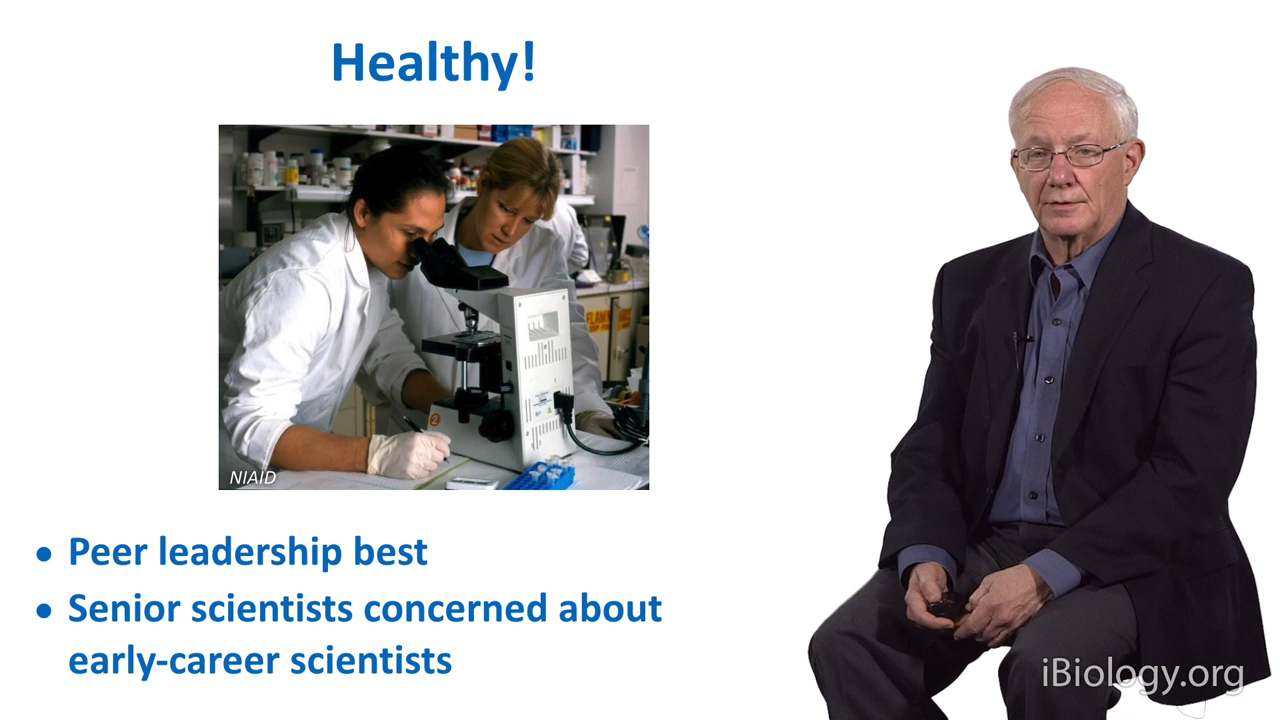 Healthy!
NIAID
• Peer leadership best
• Senior scientists concerned about
early-career scientists
iBiology.org